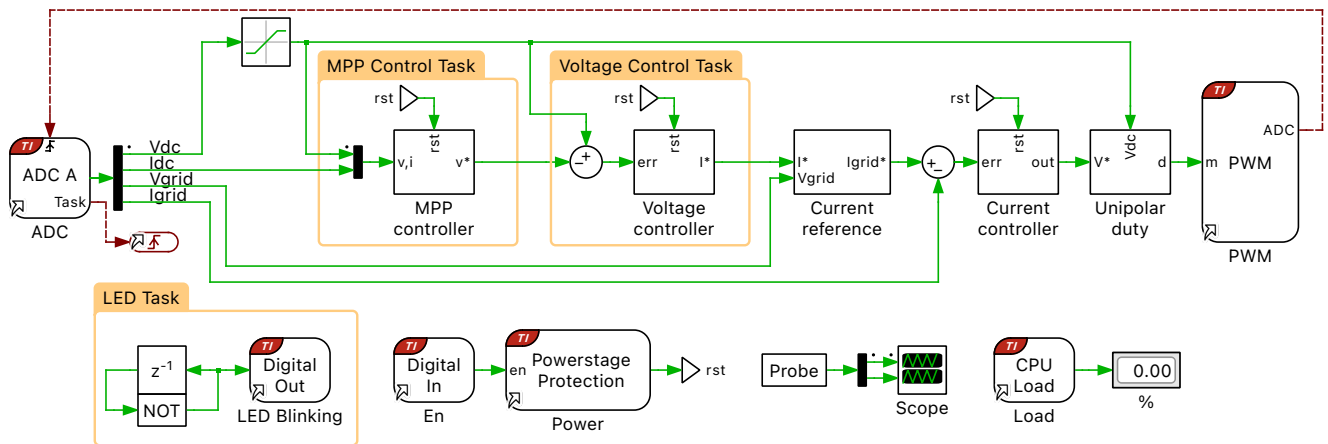 MPP Control Task
Voltage Control Task
rst
rst
rst
TI
TI
Vdc
Idc
Vgrid
Igrid
ADC A
Task
ADC
rst
v,i
v*
MPP
controller
rst
err
I*
Voltage
controller
I*
Vgrid
Igrid*
Current
reference
rst
err
out
Current
controller
Vdc
V*
d
Unipolar
duty
ADC
m
PWM
PWM
LED Task
z-1
NOT
TI
Digital
Out
LED Blinking
TI
Digital
In
En
TI
en
Powerstage
Protection
Power
rst
Probe
Scope
TI
CPU
Load
Load
0.00
%